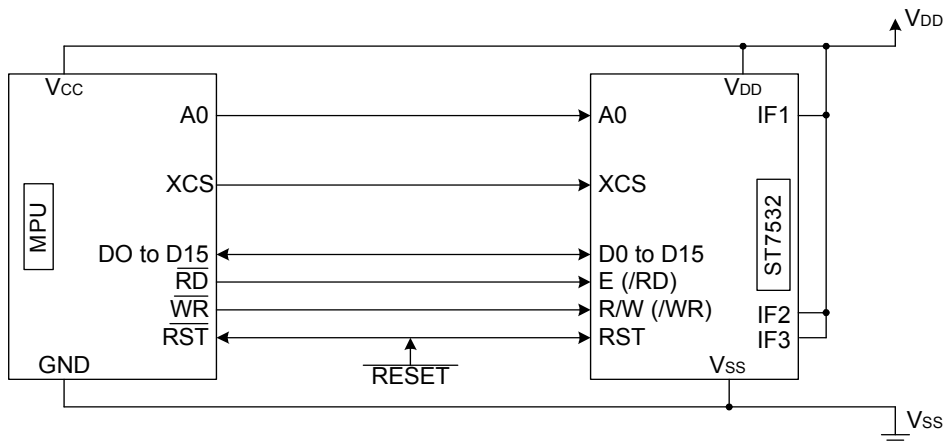 VDD
VCC
VDD
A0
A0
IF1
XCS
XCS
MPU
ST7532
DO to D15
D0 to D15
RD
E (/RD)
WR
R/W (/WR)
IF2
RST
RST
IF3
GND
RESET
VSS
VSS